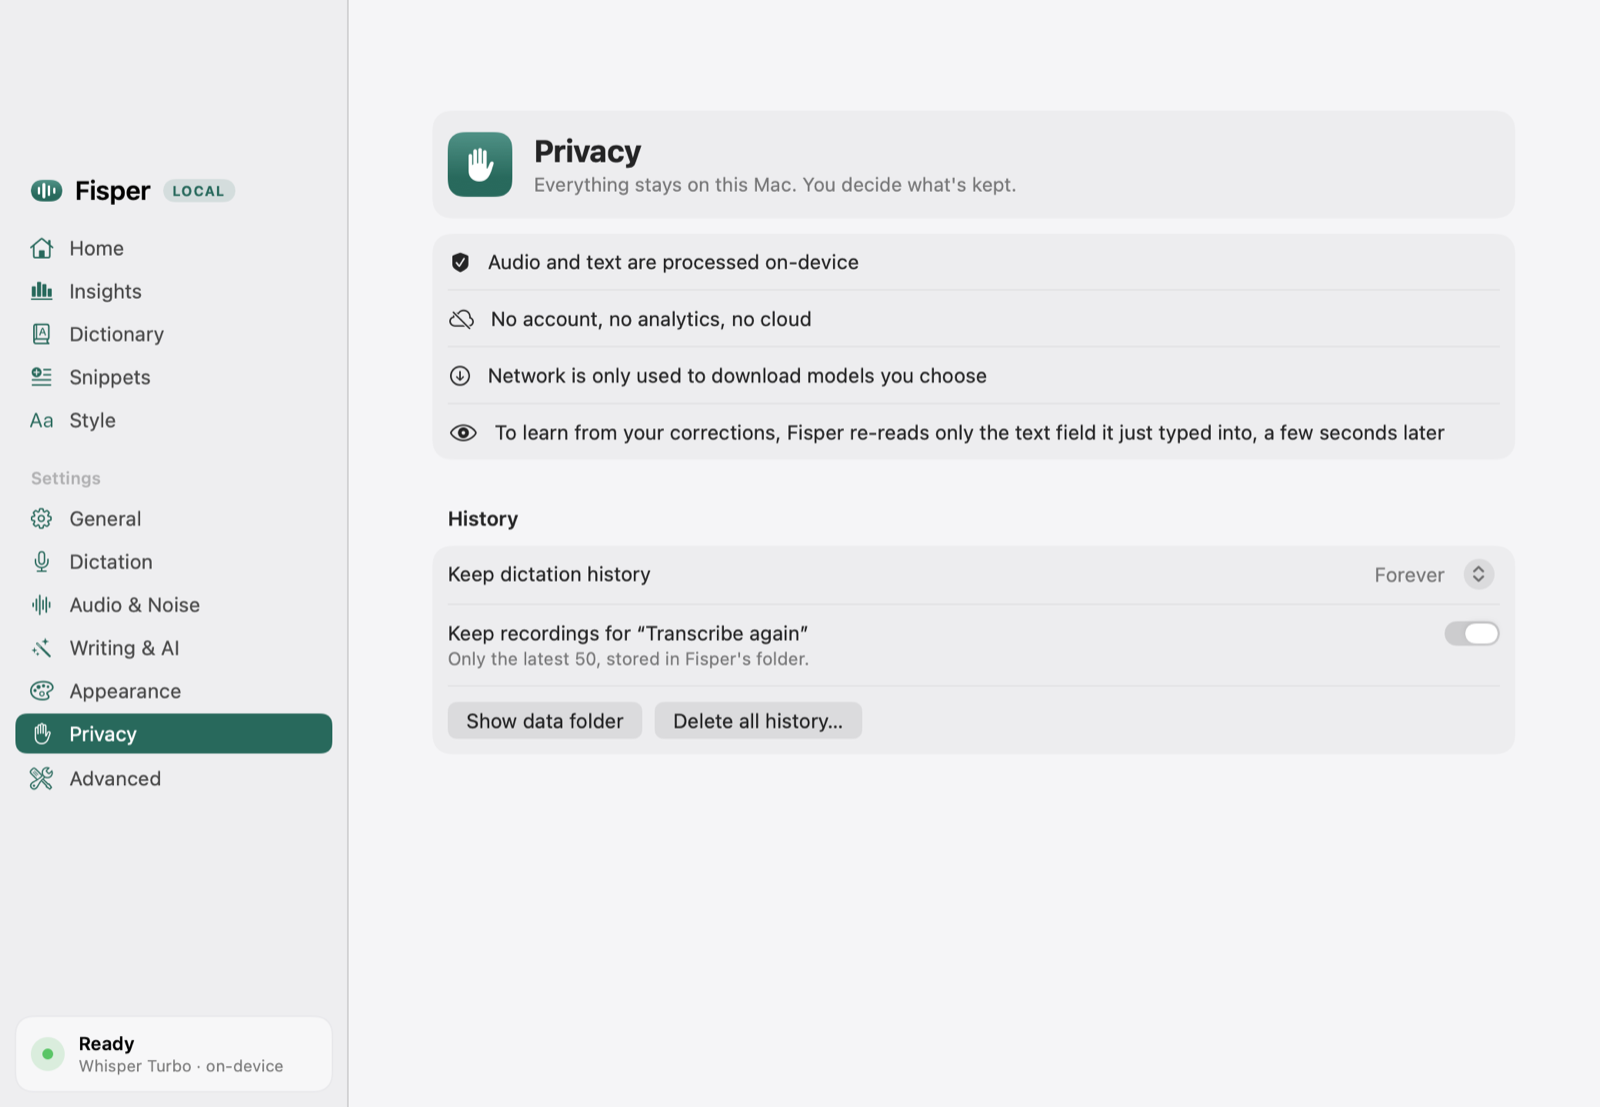 Fisper LOCAL
Home
Insights
Dictionary
Snippets
Aa Style
Settings
General
Dictation
Audio & Noise
Writing & AI
Appearance
Privacy
Advanced
Ready
Whisper Turbo · on-device
Privacy
Everything stays on this Mac. You decide what's kept.
Audio and text are processed on-device
No account, no analytics, no cloud
Network is only used to download models you choose
To learn from your corrections, Fisper re-reads only the text field it just typed into, a few seconds later
History
Keep dictation history Forever
Keep recordings for “Transcribe again”
Only the latest 50, stored in Fisper's folder.
Show data folder Delete all history...